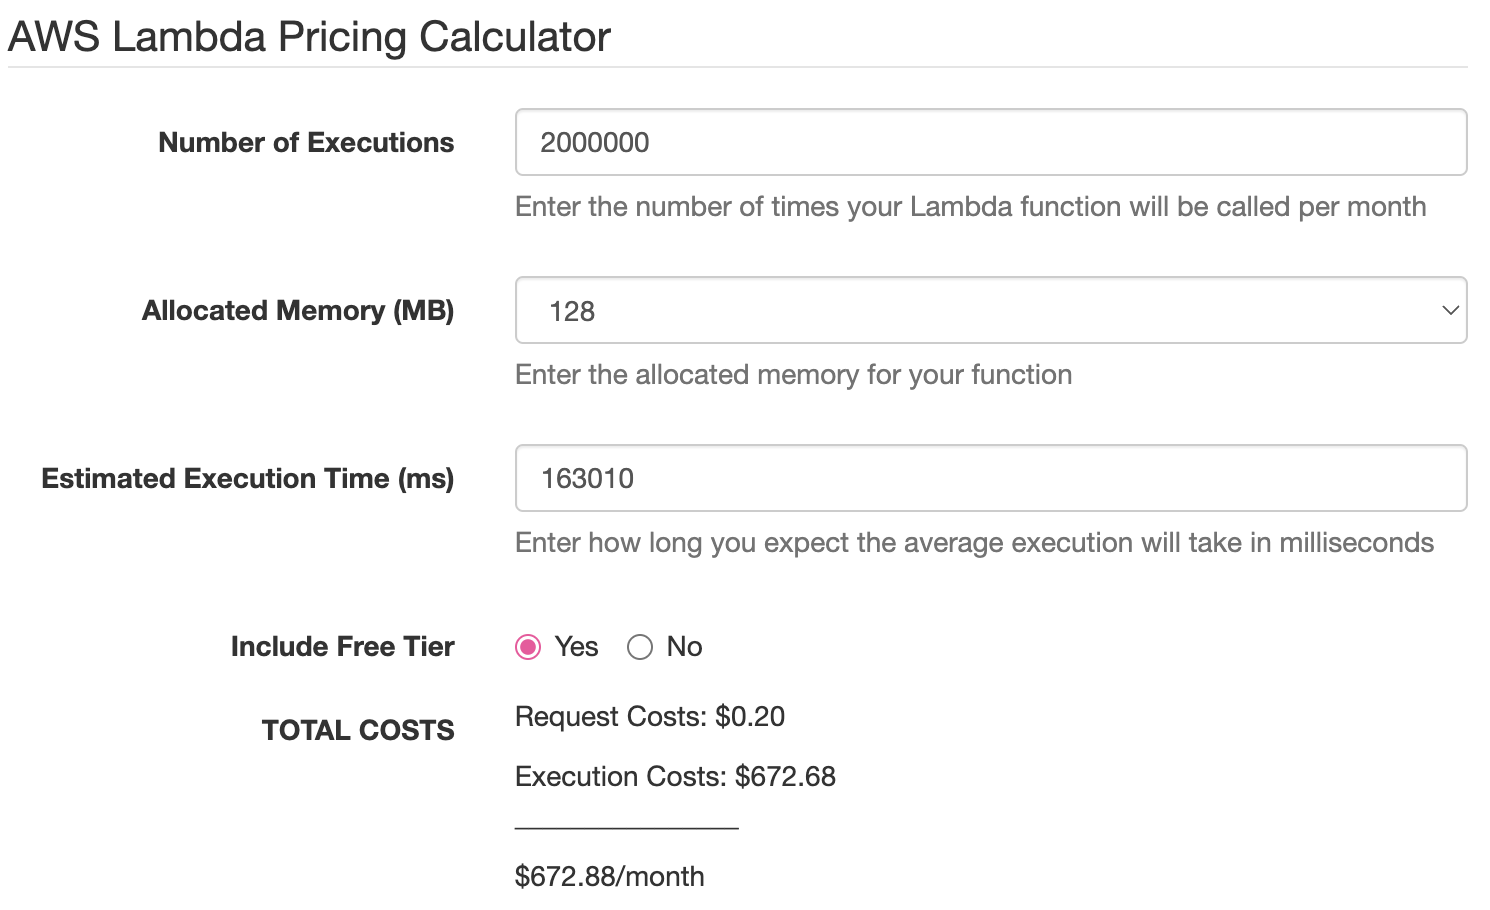 AWS Lambda Pricing Calculator
Number of Executions
2000000
Enter the number of times your Lambda function will be called per month
Allocated Memory (MB)
128
Enter the allocated memory for your function
Estimated Execution Time (ms)
163010
Enter how long you expect the average execution will take in milliseconds
Include Free Tier
Yes No
TOTAL COSTS
Request Costs: $0.20
Execution Costs: $672.68
$672.88/month